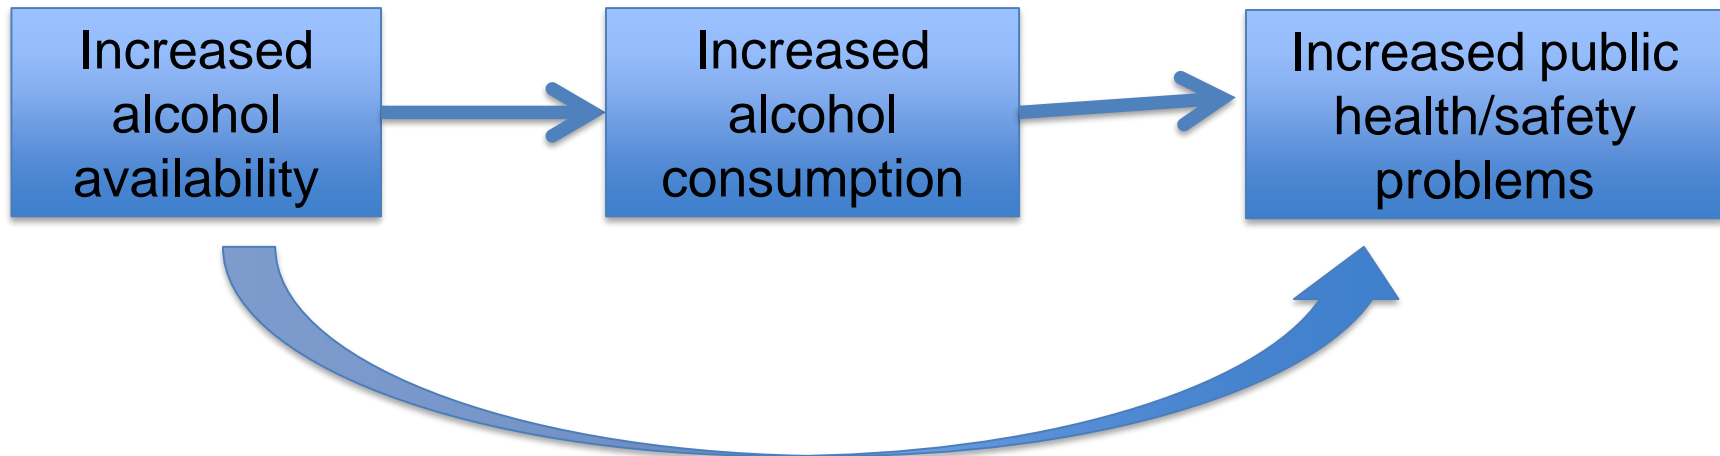 Increased
alcohol
availability
Increased
alcohol
consumption
Increased public
health/safety
problems